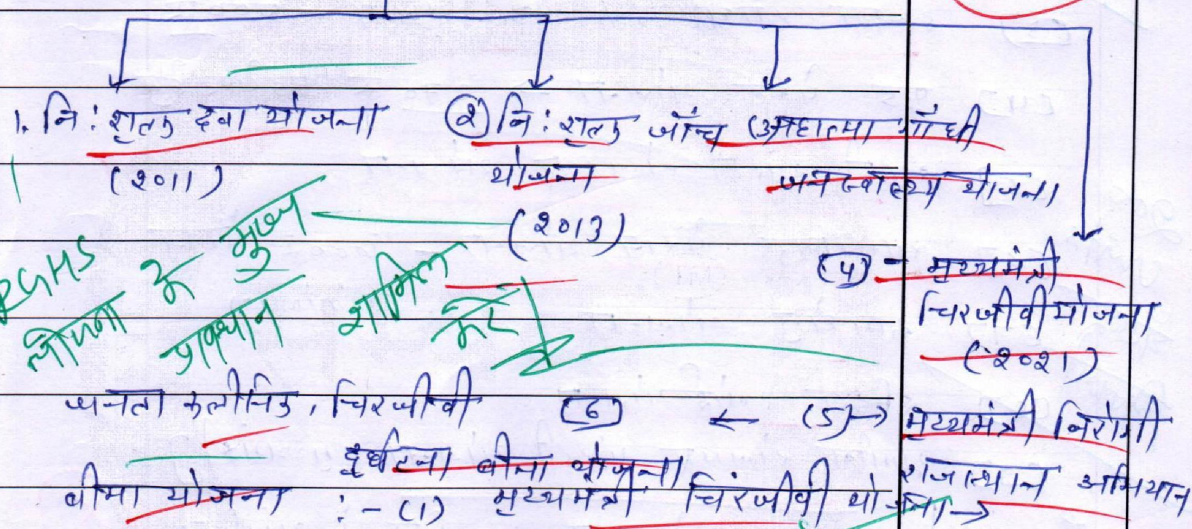 1. नि: शुल्क दवा योजना
(2011)
② नि: शुल्क जाँच योजना
(2013)
महात्मा गाँधी
जनस्वास्थ्य योजना
(4) - मुख्यमंत्री
चिरंजीवी योजना
(2021)
RGHS
योजना के मुख्य
प्रावधान शामिल
करें
जनता क्लीनिक, चिरंजीवी (6) ← (5) → मुख्यमंत्री निरोगी
दुर्घटना बीमा योजना राजस्थान अभियान
बीमा योजना :- (1) मुख्यमंत्री चिरंजीवी यो